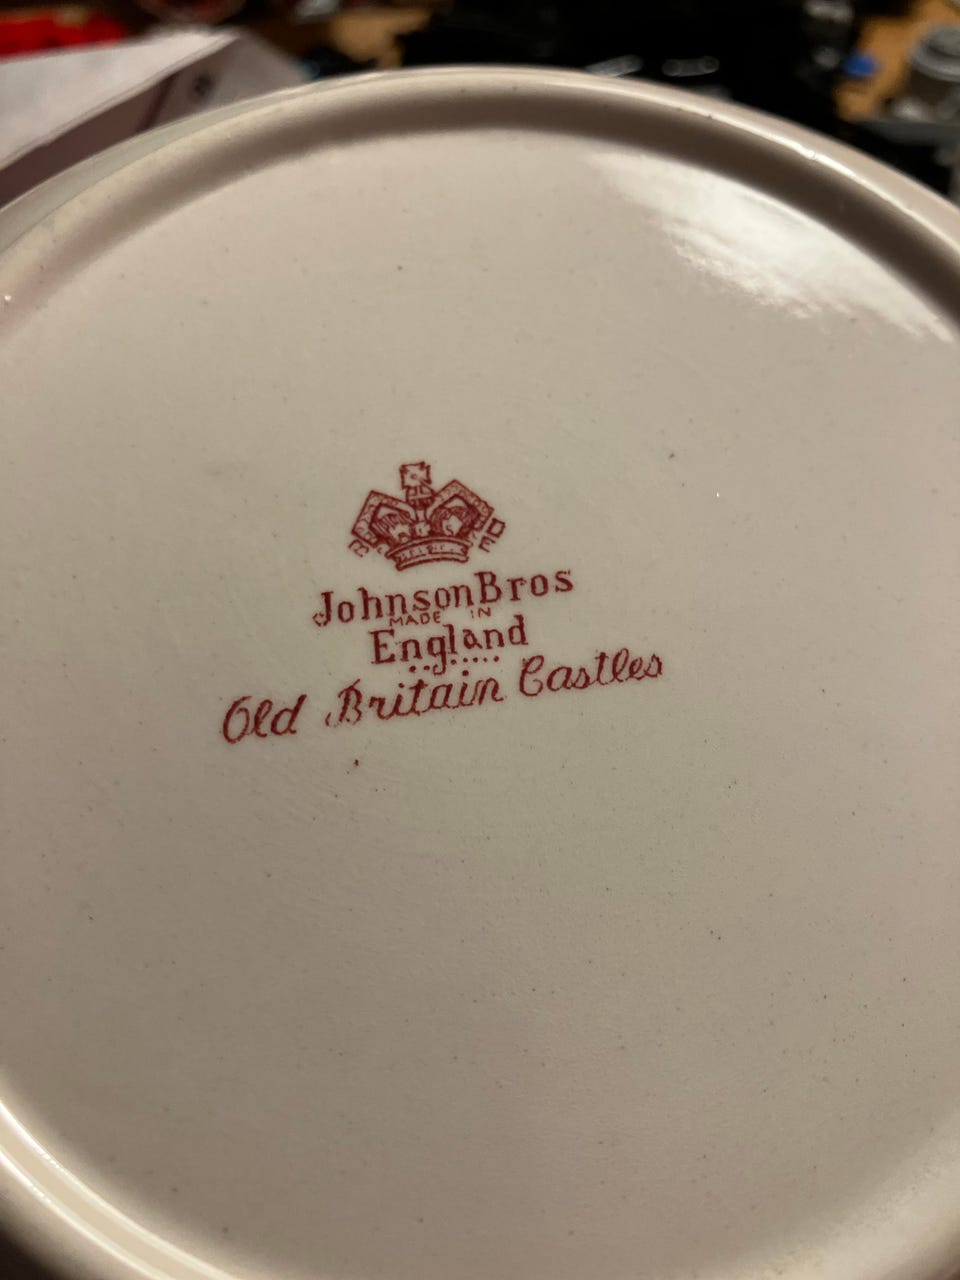 Johnson Bros
MADE IN
England
Old Britain Castles